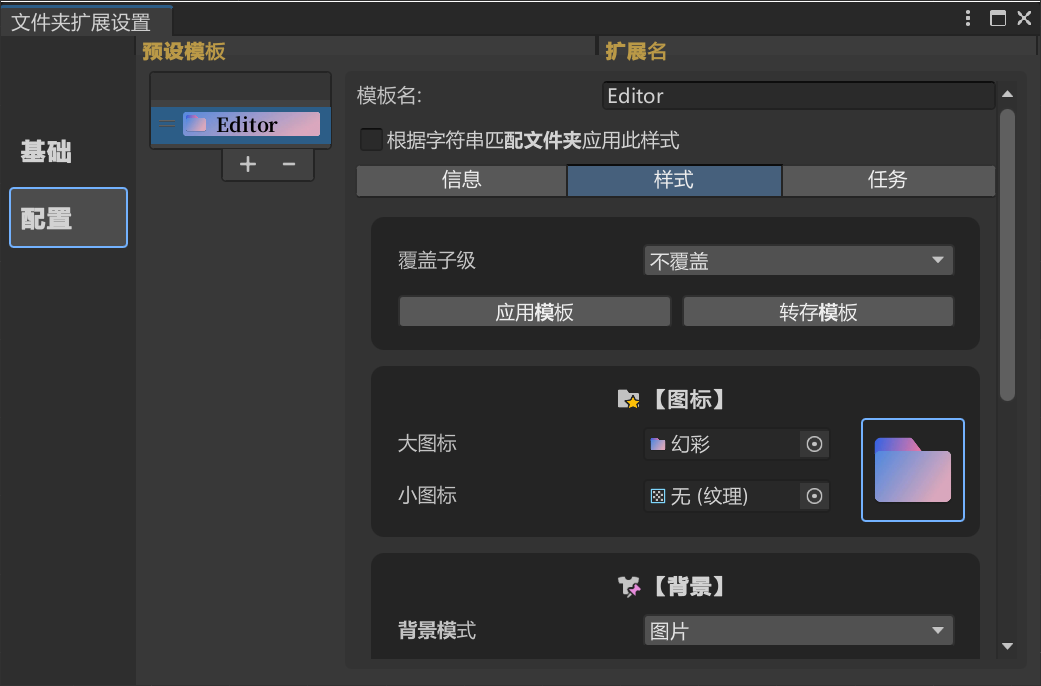 文件夹扩展设置
预设模板
扩展名
基础
配置
Editor
模板名:
Editor
根据字符串匹配文件夹应用此样式
信息
样式
任务
覆盖子级
不覆盖
应用模板
转存模板
【图标】
大图标
幻彩
小图标
无 (纹理)
【背景】
背景模式
图片